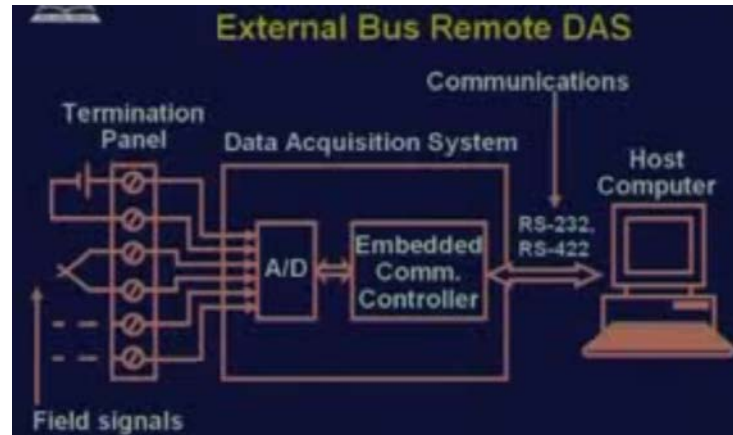 External Bus Remote DAS
Communications
Termination
Panel
Data Acquisition System
Host
Computer
RS-232,
RS-422
A/D
Embedded
Comm.
Controller
Field signals